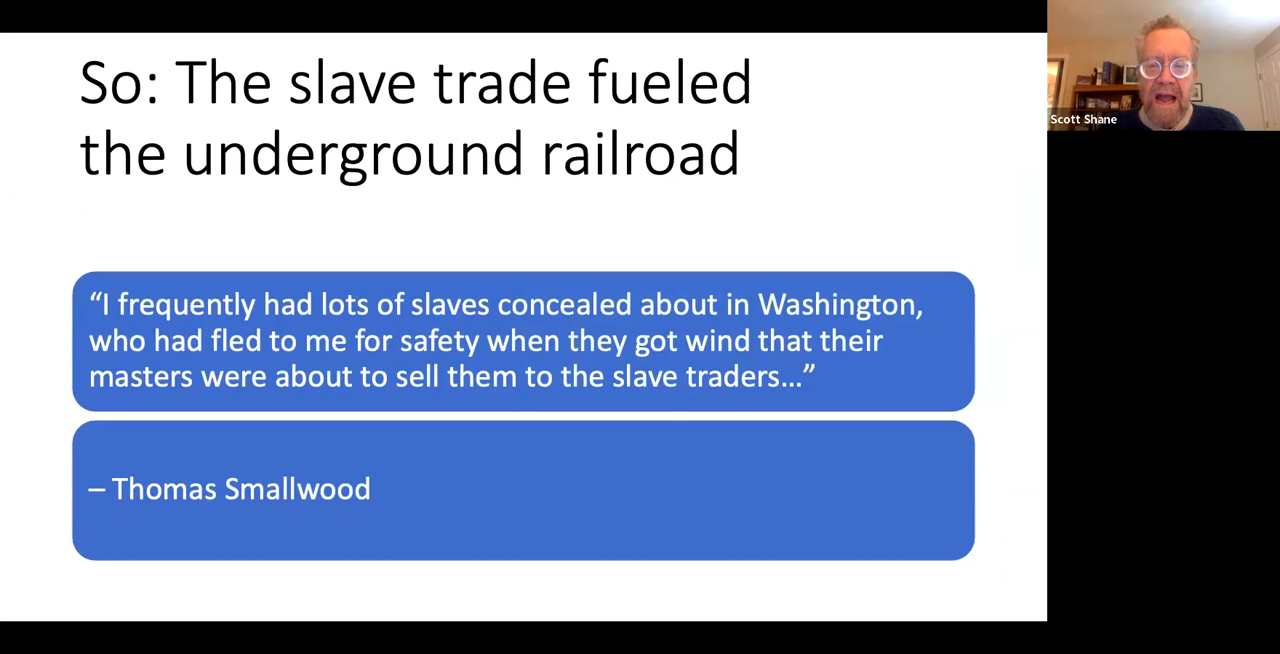 So: The slave trade fueled
the underground railroad
“I frequently had lots of slaves concealed about in Washington,
who had fled to me for safety when they got wind that their
masters were about to sell them to the slave traders…”
– Thomas Smallwood
Scott Shane